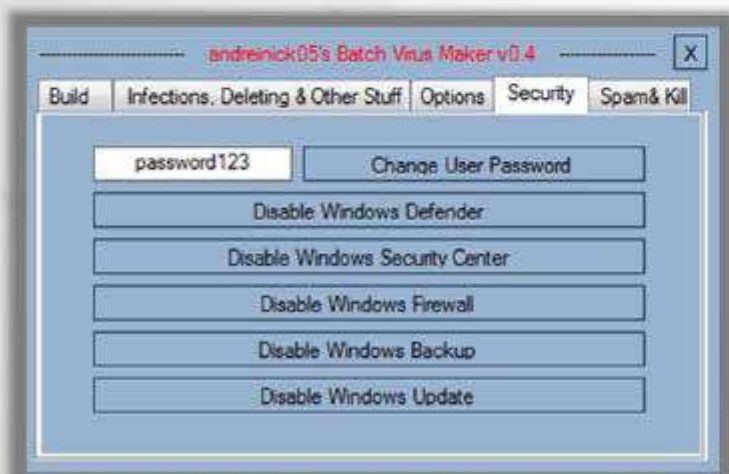 andreinick05's Batch Virus Maker v0.4 X
Build Infections, Deleting & Other Stuff Options Security Spam& Kill
password123 Change User Password
Disable Windows Defender
Disable Windows Security Center
Disable Windows Firewall
Disable Windows Backup
Disable Windows Update